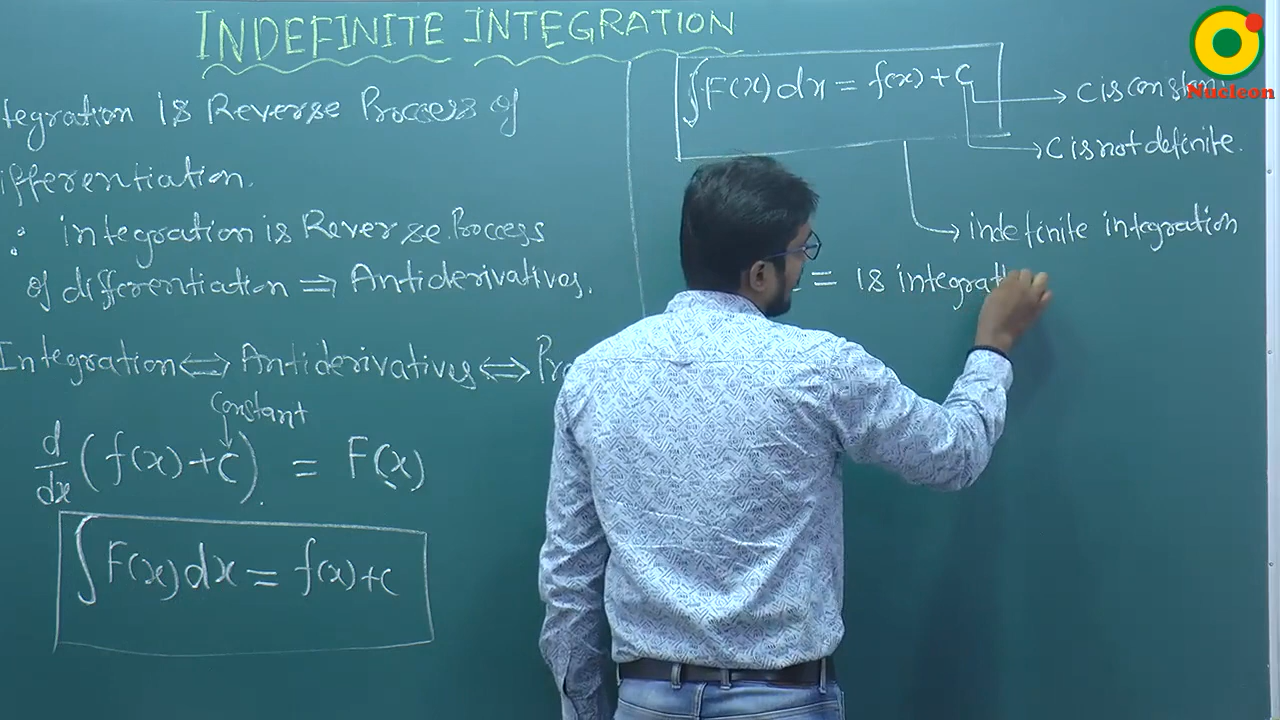 INDEFINITE INTEGRATION
tegration is Reverse Process of
ifferentiation.
∴ integration is Reverse Process
of differentiation ⇒ Antiderivatives.
Integration ⇔ Antiderivatives ⇔ Pr
Constant
d/dx (f(x)+c). = F(x)
∫F(x)dx = f(x)+c
∫F(x)dx = f(x)+c
→ c is constan
→ c is not definite.
→ indefinite integration
= is integrat
Nucleon